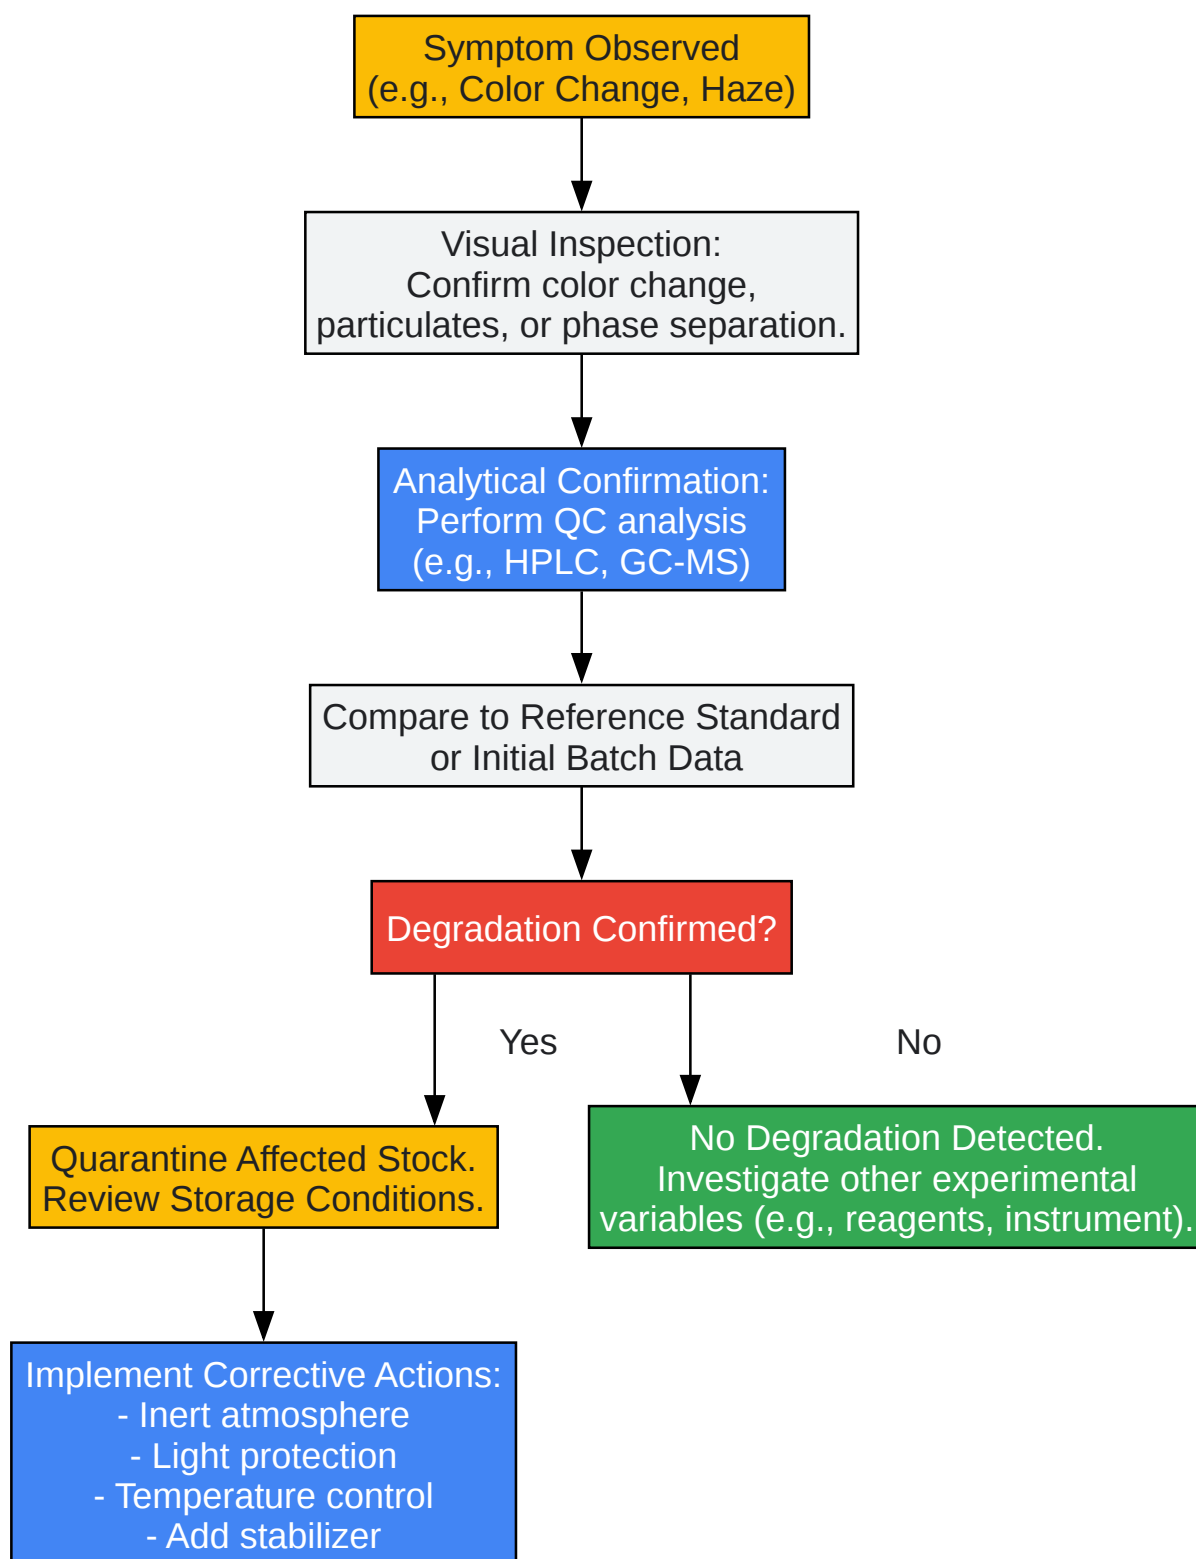 Symptom Observed
(e.g., Color Change, Haze)
Visual Inspection:
Confirm color change,
particulates, or phase separation.
Analytical Confirmation:
Perform QC analysis
(e.g., HPLC, GC-MS)
Compare to Reference Standard
or Initial Batch Data
Degradation Confirmed?
Yes
No
Quarantine Affected Stock.
Review Storage Conditions.
No Degradation Detected.
Investigate other experimental
variables (e.g., reagents, instrument).
Implement Corrective Actions:
- Inert atmosphere
- Light protection
- Temperature control
- Add stabilizer